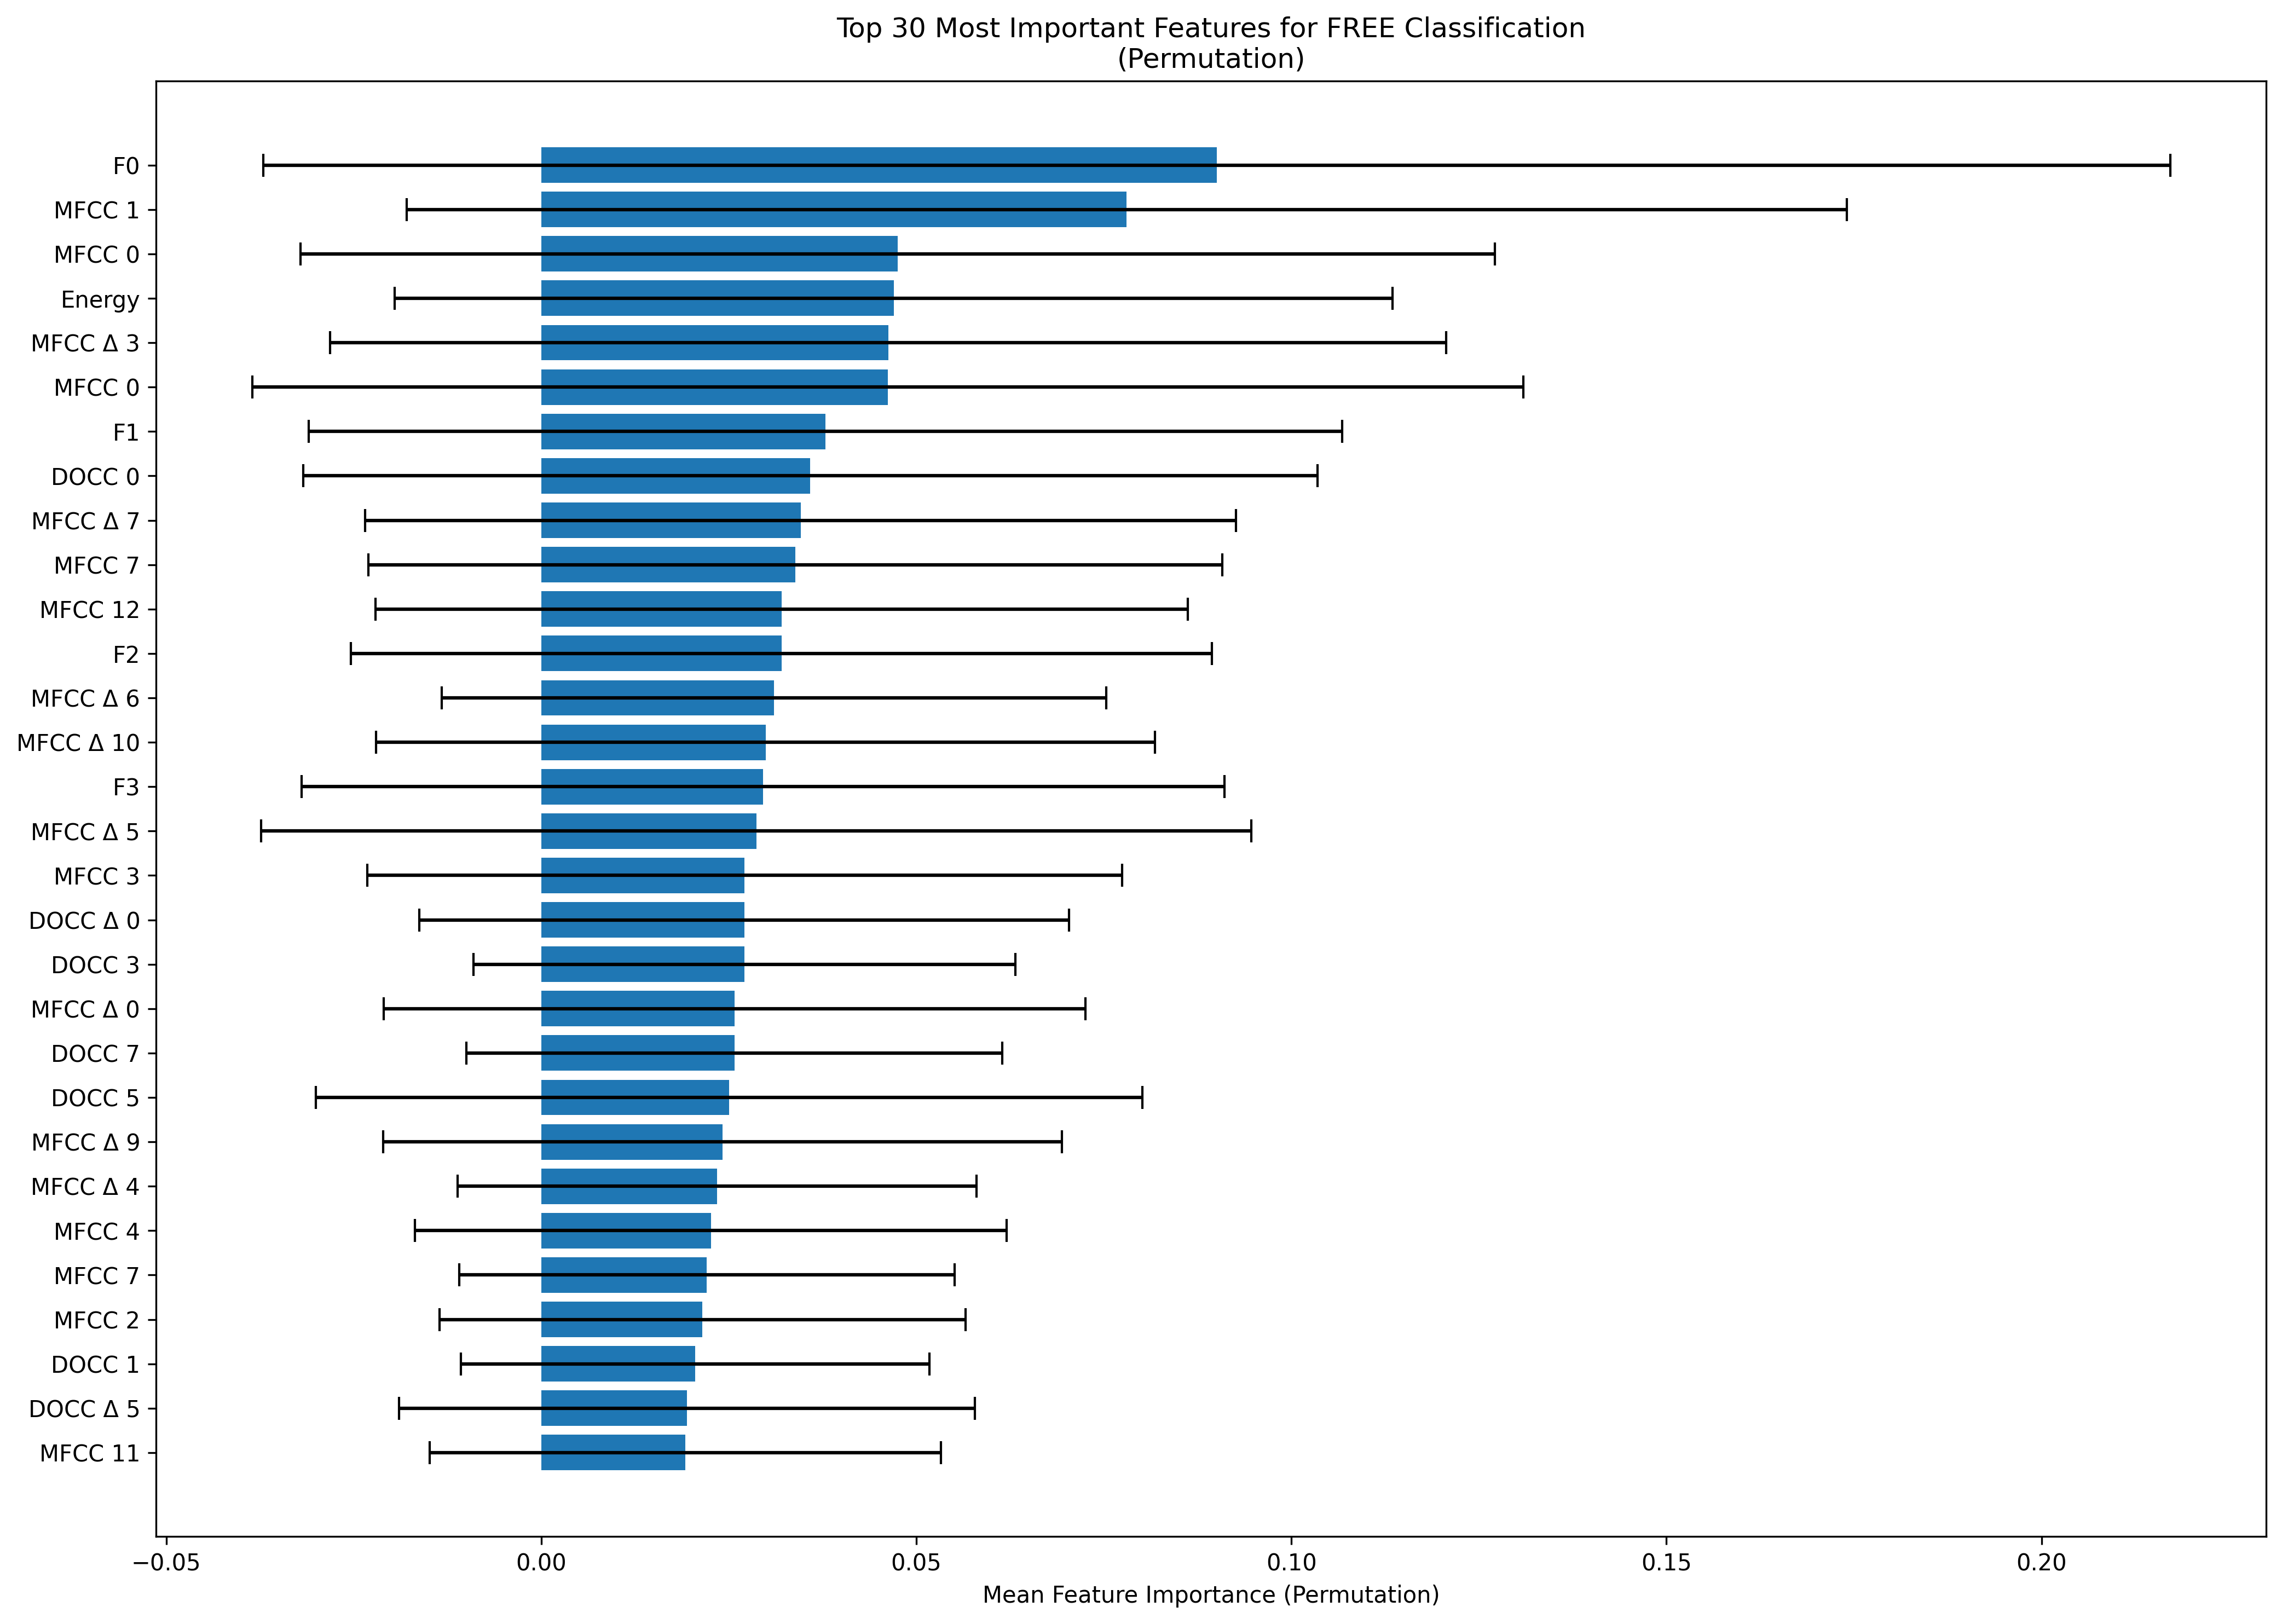 Top 30 Most Important Features for FREE Classification
(Permutation)
F0
MFCC 1
MFCC 0
Energy
MFCC Δ 3
MFCC 0
F1
DOCC 0
MFCC Δ 7
MFCC 7
MFCC 12
F2
MFCC Δ 6
MFCC Δ 10
F3
MFCC Δ 5
MFCC 3
DOCC Δ 0
DOCC 3
MFCC Δ 0
DOCC 7
DOCC 5
MFCC Δ 9
MFCC Δ 4
MFCC 4
MFCC 7
MFCC 2
DOCC 1
DOCC Δ 5
MFCC 11
−0.05 0.00 0.05 0.10 0.15 0.20
Mean Feature Importance (Permutation)